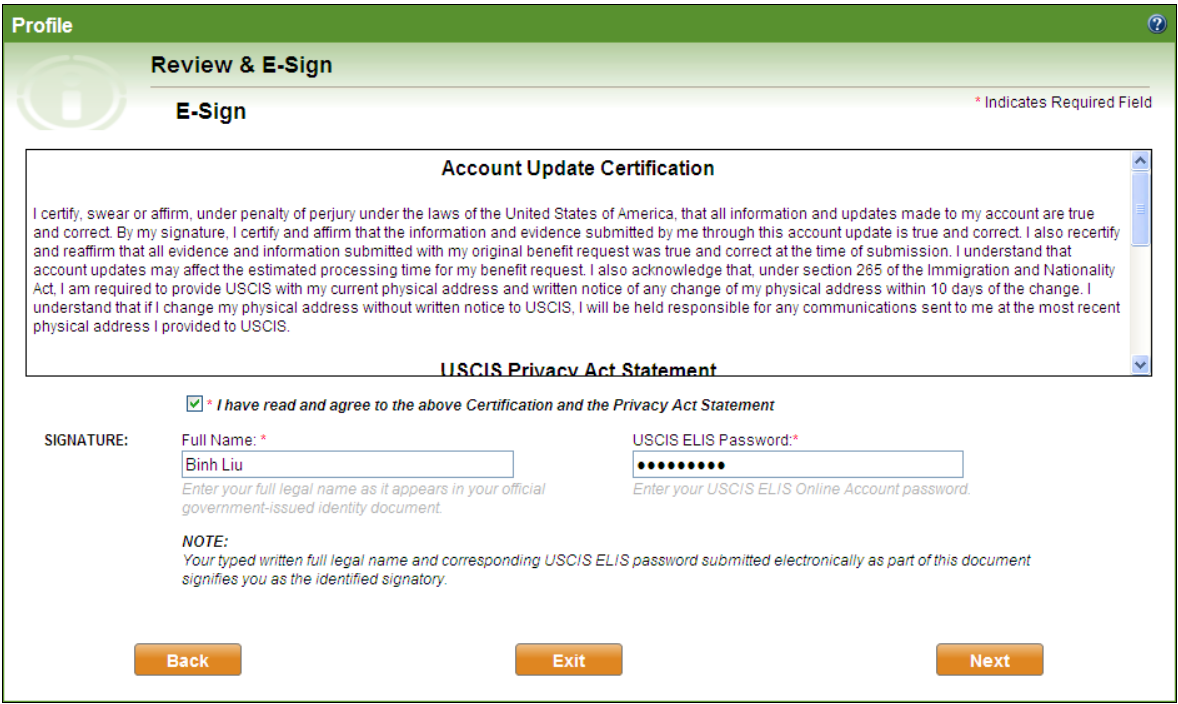 Profile
Review & E-Sign
* Indicates Required Field
E-Sign
Account Update Certification
I certify, swear or affirm, under penalty of perjury under the laws of the United States of America, that all information and updates made to my account are true
and correct. By my signature, I certify and affirm that the information and evidence submitted by me through this account update is true and correct. I also recertify
and reaffirm that all evidence and information submitted with my original benefit request was true and correct at the time of submission. I understand that
account updates may affect the estimated processing time for my benefit request. I also acknowledge that, under section 265 of the Immigration and Nationality
Act, I am required to provide USCIS with my current physical address and written notice of any change of my physical address within 10 days of the change. I
understand that if I change my physical address without written notice to USCIS, I will be held responsible for any communications sent to me at the most recent
physical address I provided to USCIS.
USCIS Privacy Act Statement
* I have read and agree to the above Certification and the Privacy Act Statement
SIGNATURE: Full Name: * USCIS ELIS Password:*
Binh Liu ●●●●●●●●●
Enter your full legal name as it appears in your official Enter your USCIS ELIS Online Account password.
government-issued identity document.
NOTE:
Your typed written full legal name and corresponding USCIS ELIS password submitted electronically as part of this document
signifies you as the identified signatory.
Back Exit Next